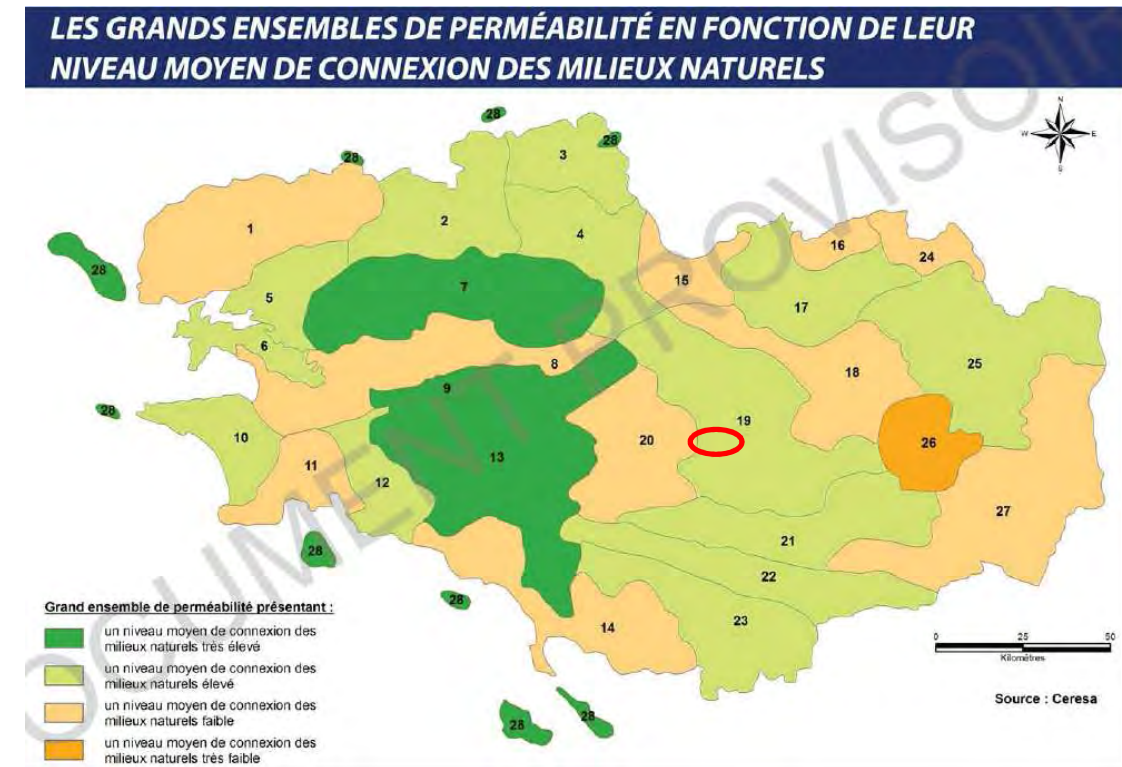 LES GRANDS ENSEMBLES DE PERMÉABILITÉ EN FONCTION DE LEUR
NIVEAU MOYEN DE CONNEXION DES MILIEUX NATURELS
DOCUMENT PROVISOIR
N
W
E
S
28
28
28
3
1
2
4
28
16
24
15
5
7
17
6
8
18
25
9
28
10
19
20
26
11
13
12
27
21
28
22
28
14
23
28
28
Grand ensemble de perméabilité présentant :
un niveau moyen de connexion des
milieux naturels très élevé
un niveau moyen de connexion des
milieux naturels élevé
un niveau moyen de connexion des
milieux naturels faible
un niveau moyen de connexion des
milieux naturels très faible
0 25 50
Kilomètres
Source : Ceresa